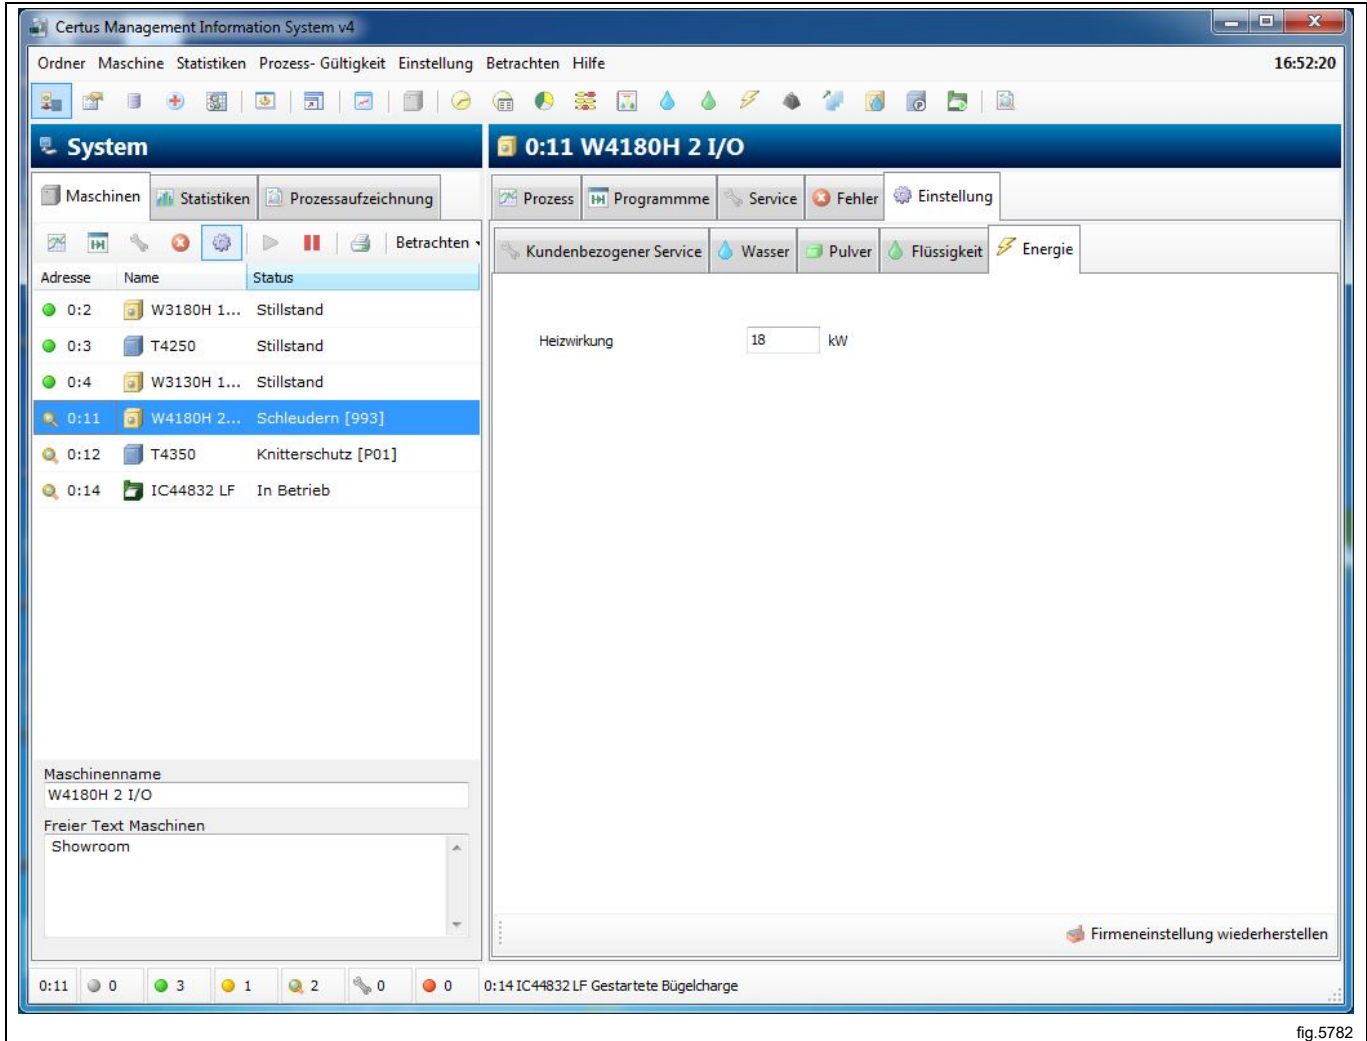 Certus Management Information System v4
Ordner Maschine Statistiken Prozess- Gültigkeit Einstellung Betrachten Hilfe 16:52:20
System
0:11 W4180H 2 I/O
Maschinen Statistiken Prozessaufzeichnung
Prozess Programmme Service Fehler Einstellung
Betrachten
Kundenbezogener Service Wasser Pulver Flüssigkeit Energie
Adresse Name Status
0:2 W3180H 1... Stillstand
0:3 T4250 Stillstand
0:4 W3130H 1... Stillstand
0:11 W4180H 2... Schleudern [993]
0:12 T4350 Knitterschutz [P01]
0:14 IC44832 LF In Betrieb
Heizwirkung 18 kW
Maschinenname
W4180H 2 I/O
Freier Text Maschinen
Showroom
Firmeneinstellung wiederherstellen
0:11 0 3 1 2 0 0 0:14 IC44832 LF Gestartete Bügelcharge
fig.5782